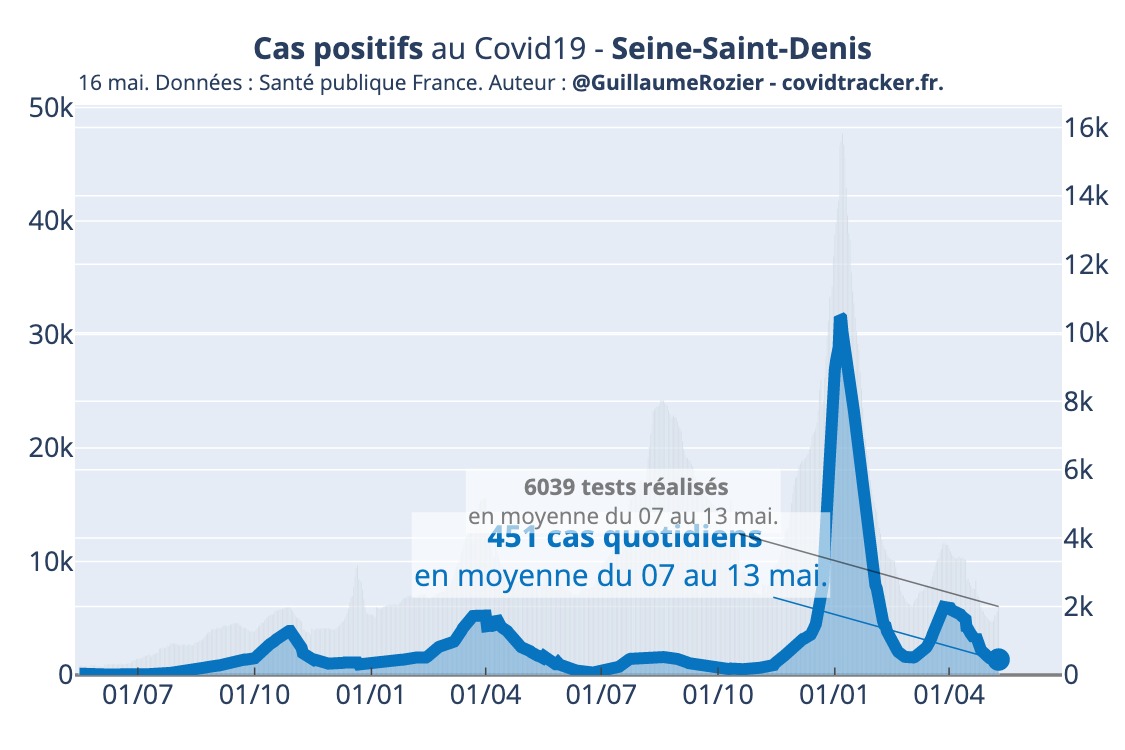 Cas positifs au Covid19 - Seine-Saint-Denis
16 mai. Données : Santé publique France. Auteur : @GuillaumeRozier - covidtracker.fr.
50k
40k
30k
20k
10k
0
16k
14k
12k
10k
8k
6k
4k
2k
0
6039 tests réalisés
en moyenne du 07 au 13 mai.
451 cas quotidiens
en moyenne du 07 au 13 mai.
01/07 01/10 01/01 01/04 01/07 01/10 01/01 01/04